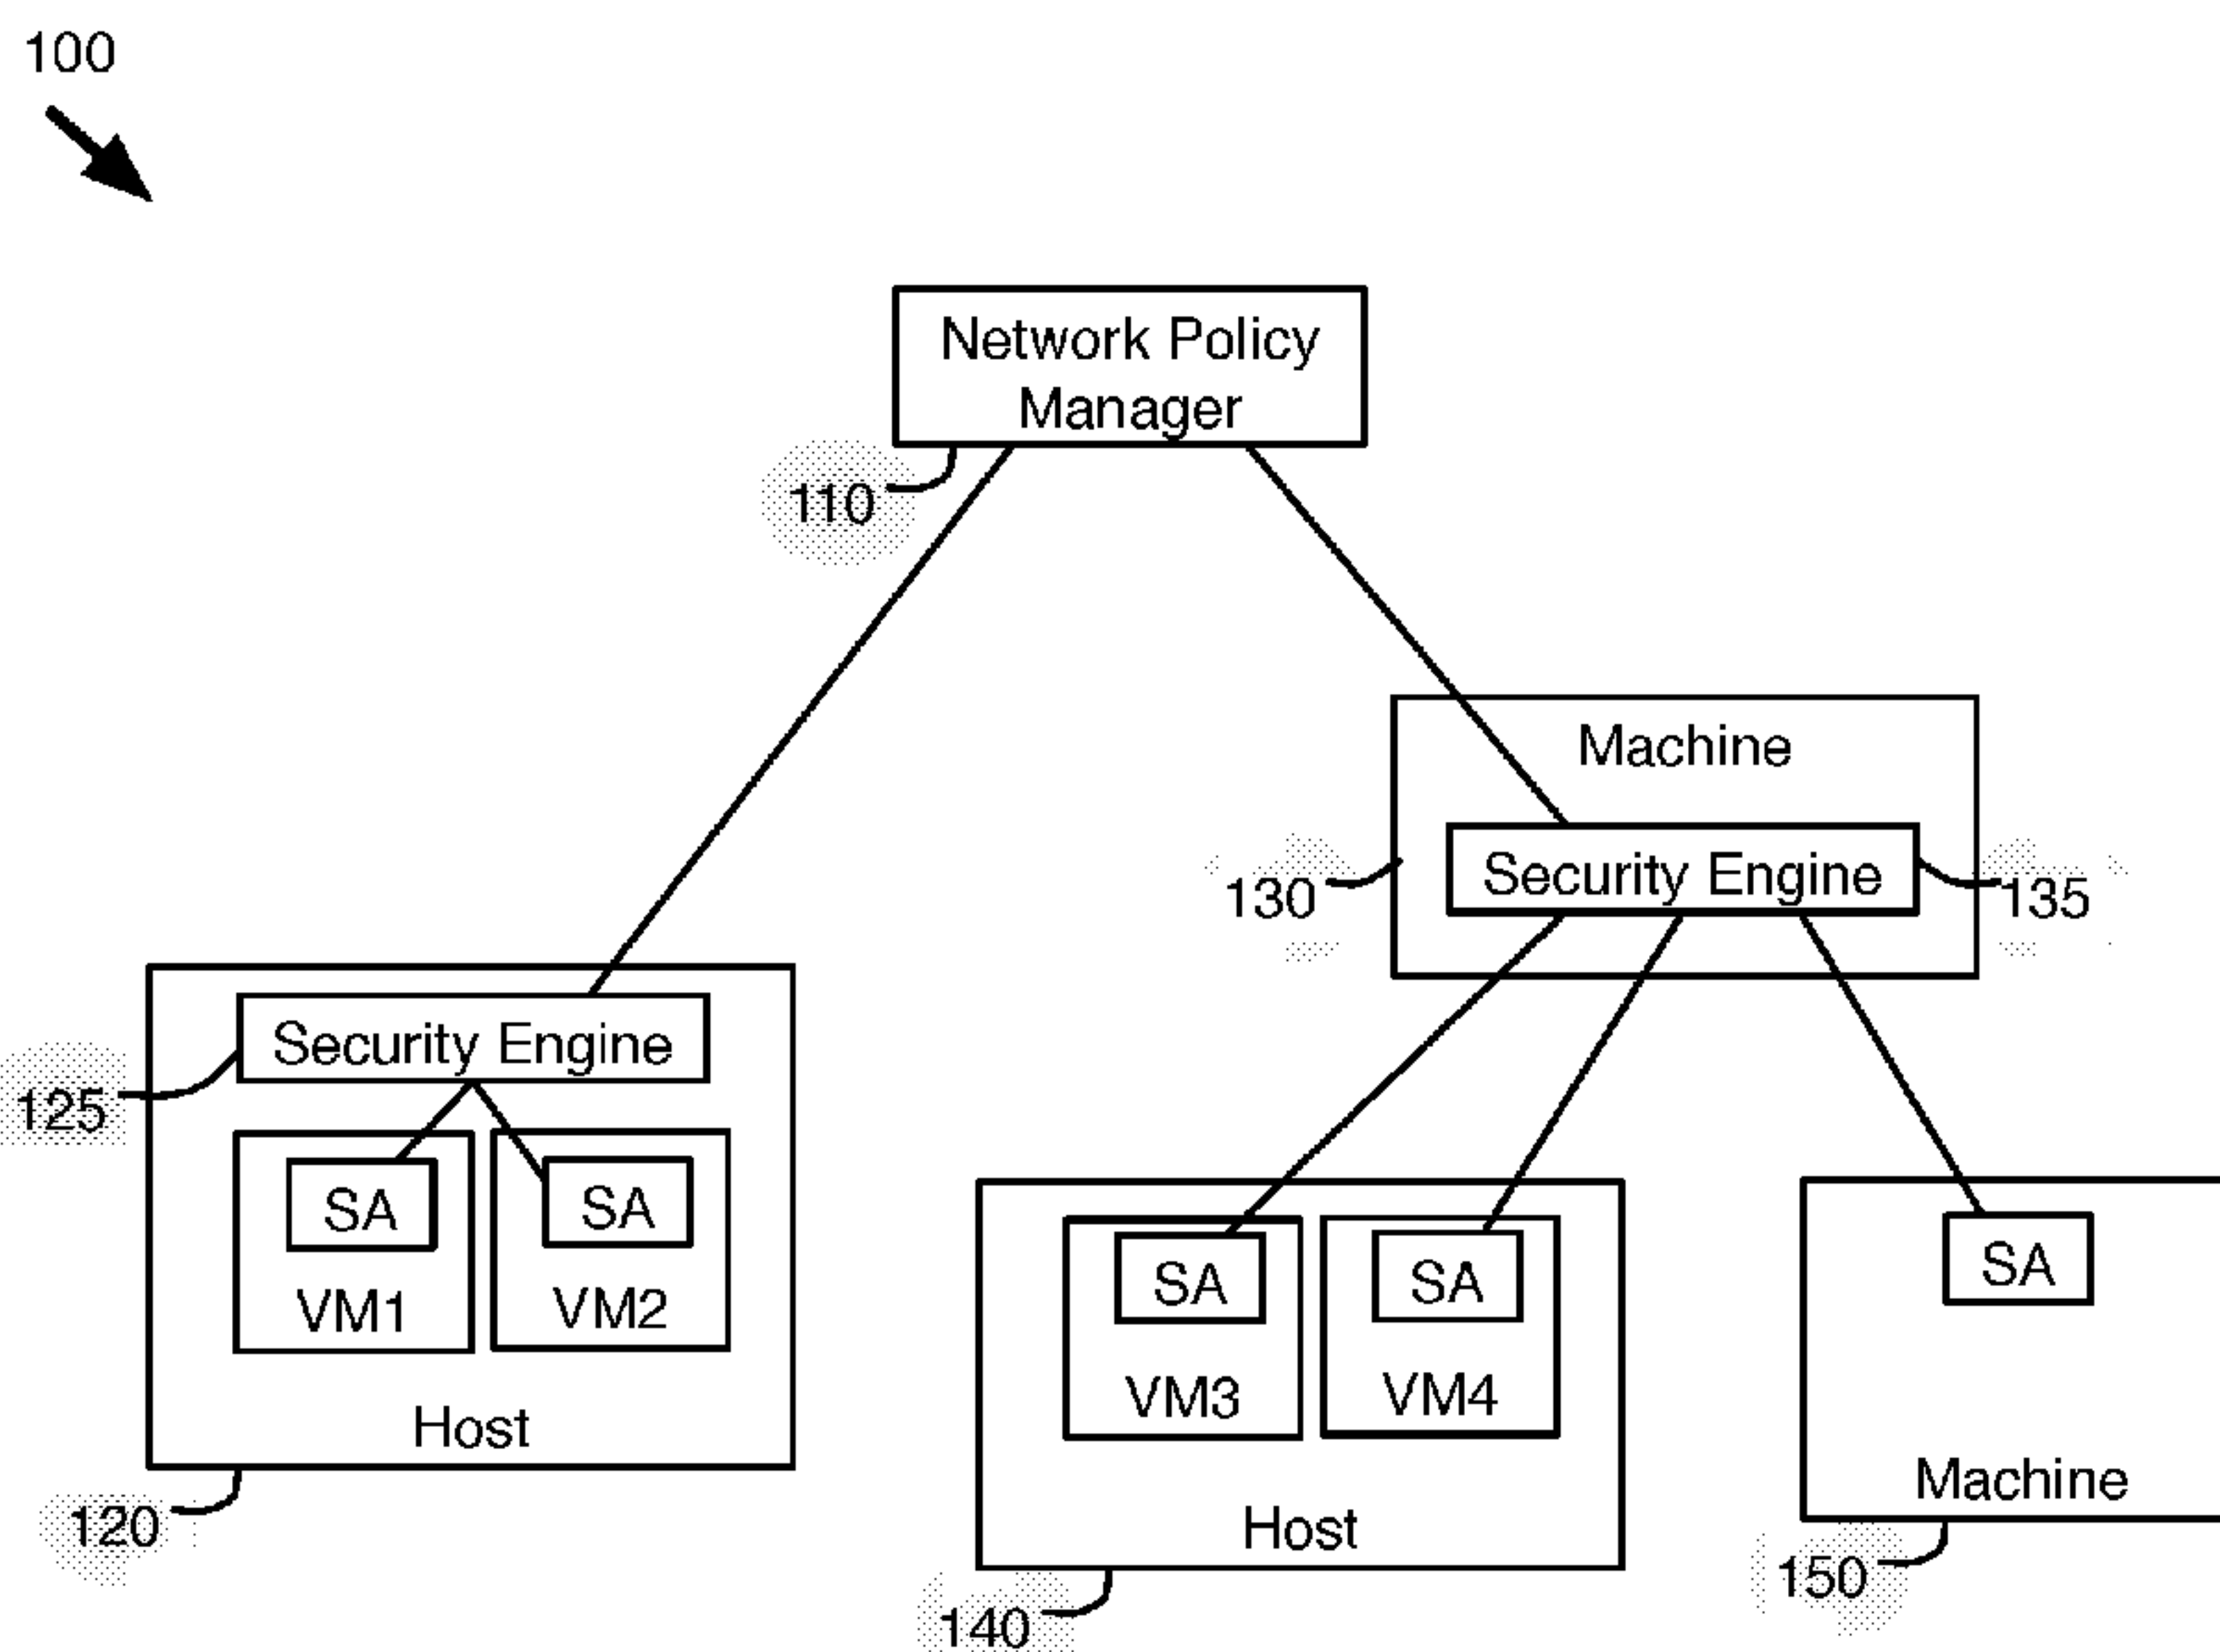 100
Network Policy
Manager
110
Machine
Security Engine
130
135
Security Engine
125
SA
SA
VM1
VM2
Host
120
SA
SA
VM3
VM4
Host
140
SA
Machine
150